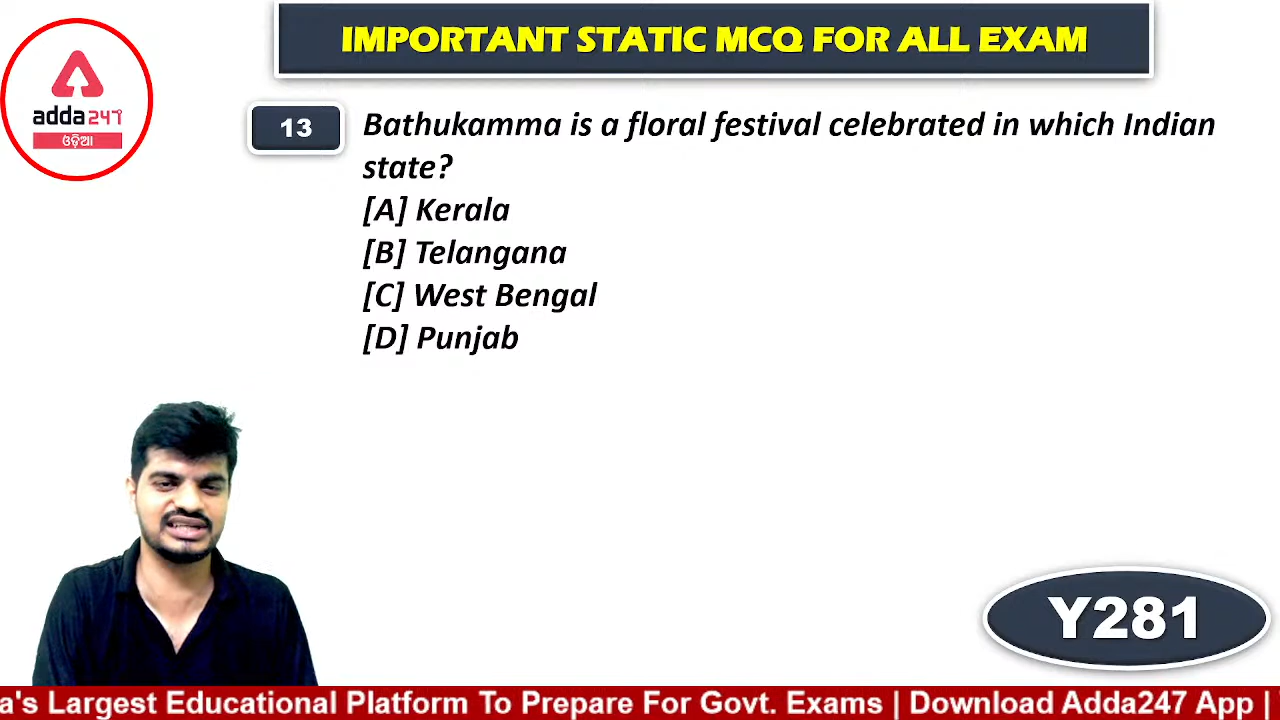 IMPORTANT STATIC MCQ FOR ALL EXAM
adda247
ଓଡ଼ିଆ
13
Bathukamma is a floral festival celebrated in which Indian
state?
[A] Kerala
[B] Telangana
[C] West Bengal
[D] Punjab
Y281
a's Largest Educational Platform To Prepare For Govt. Exams | Download Adda247 App |